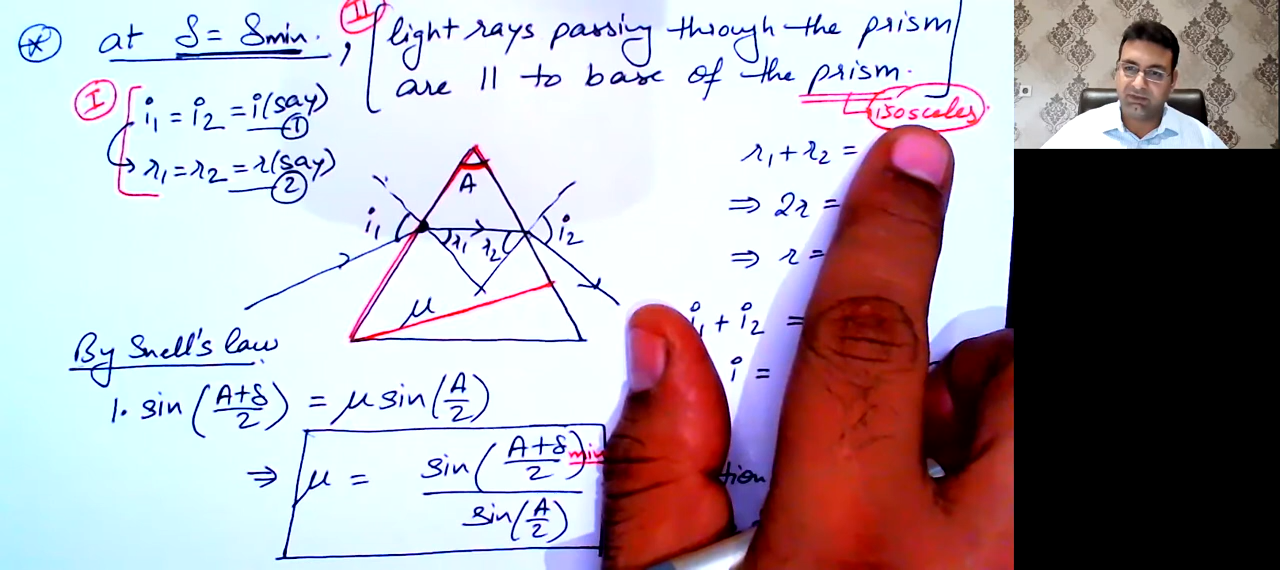 * at δ = δmin. , II [light rays passing through the prism
are || to base of the prism.]
isosceles
I [ i₁ = i₂ = i(say) —①
r₁ = r₂ = r(say) —②
r₁ + r₂ =
⇒ 2r =
⇒ r =
A
i₁
r₁
r₂
i₂
μ
i₁ + i₂ =
i =
By Snell's law
1. sin(A+δ/2) = μ sin(A/2)
⇒ μ = sin(A+δmin/2) / sin(A/2)
tion